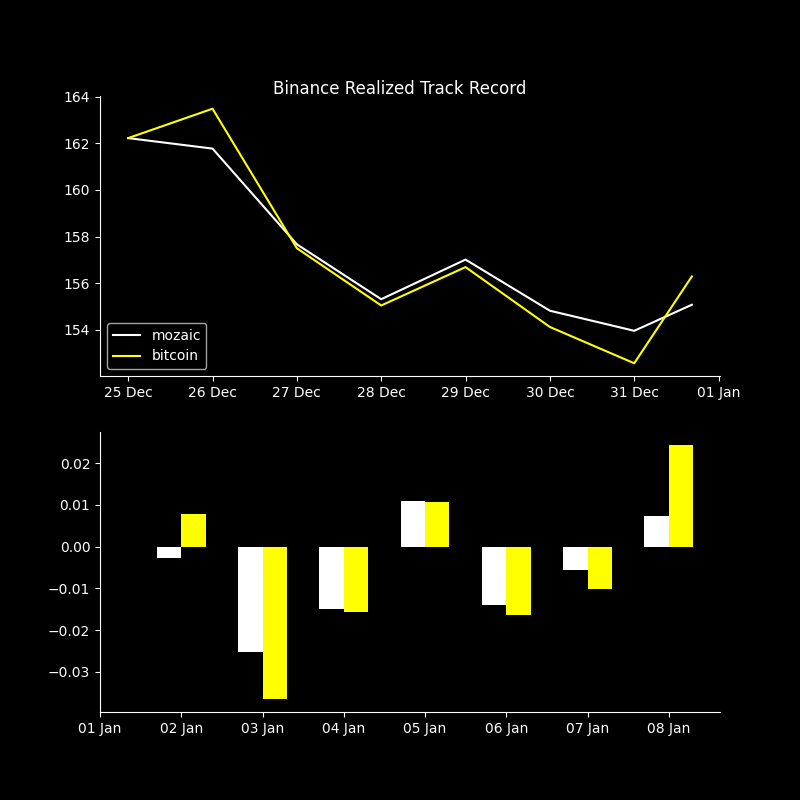 Binance Realized Track Record
164
162
160
158
156
154
mozaic
bitcoin
25 Dec 26 Dec 27 Dec 28 Dec 29 Dec 30 Dec 31 Dec 01 Jan
0.02
0.01
0.00
−0.01
−0.02
−0.03
01 Jan 02 Jan 03 Jan 04 Jan 05 Jan 06 Jan 07 Jan 08 Jan